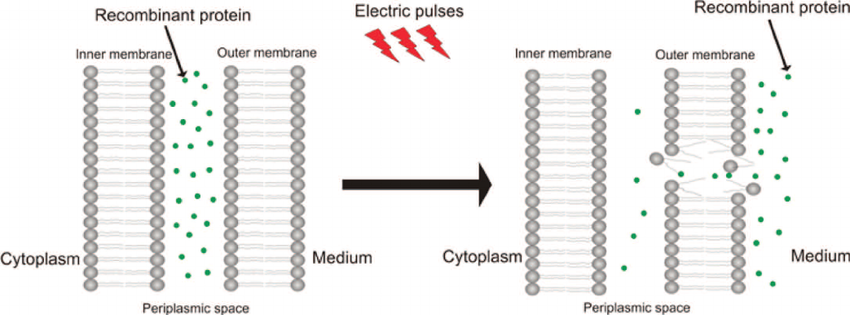 Recombinant protein
Electric pulses
Recombinant protein
Inner membrane
Outer membrane
Inner membrane
Outer membrane
Cytoplasm
Medium
Cytoplasm
Medium
Periplasmic space
Periplasmic space